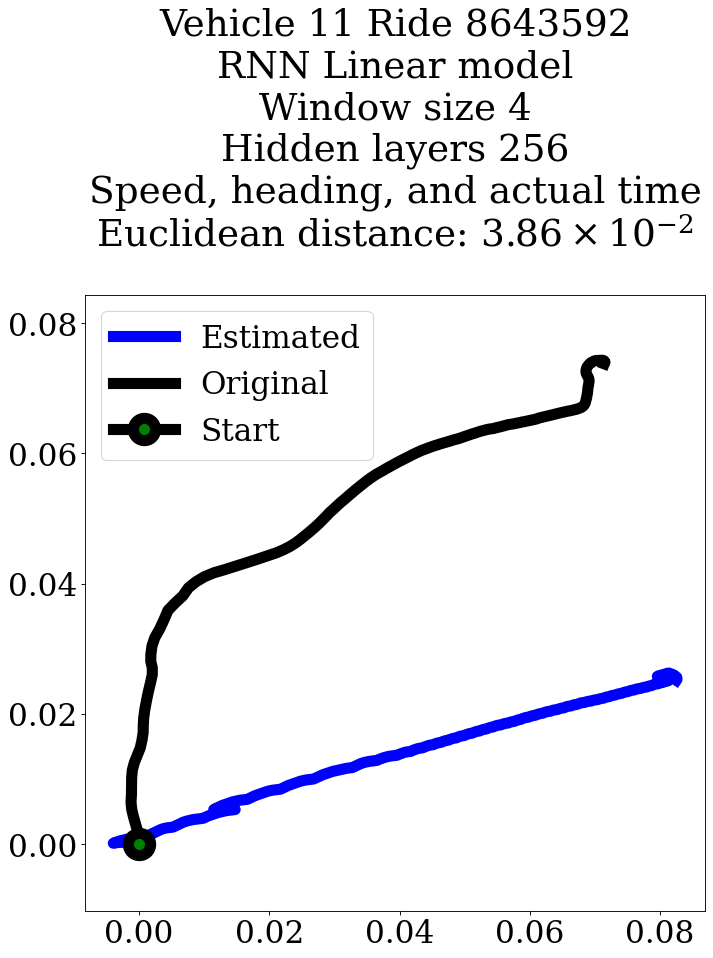 Vehicle 11 Ride 8643592
RNN Linear model
Window size 4
Hidden layers 256
Speed, heading, and actual time
Euclidean distance: 3.86 × 10⁻²
Estimated
Original
Start
0.08
0.06
0.04
0.02
0.00
0.00 0.02 0.04 0.06 0.08